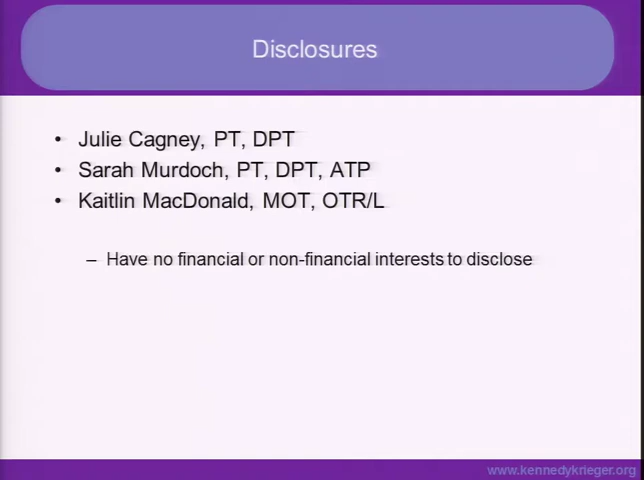 Disclosures
• Julie Cagney, PT, DPT
• Sarah Murdoch, PT, DPT, ATP
• Kaitlin MacDonald, MOT, OTR/L
– Have no financial or non-financial interests to disclose
www.kennedykrieger.org